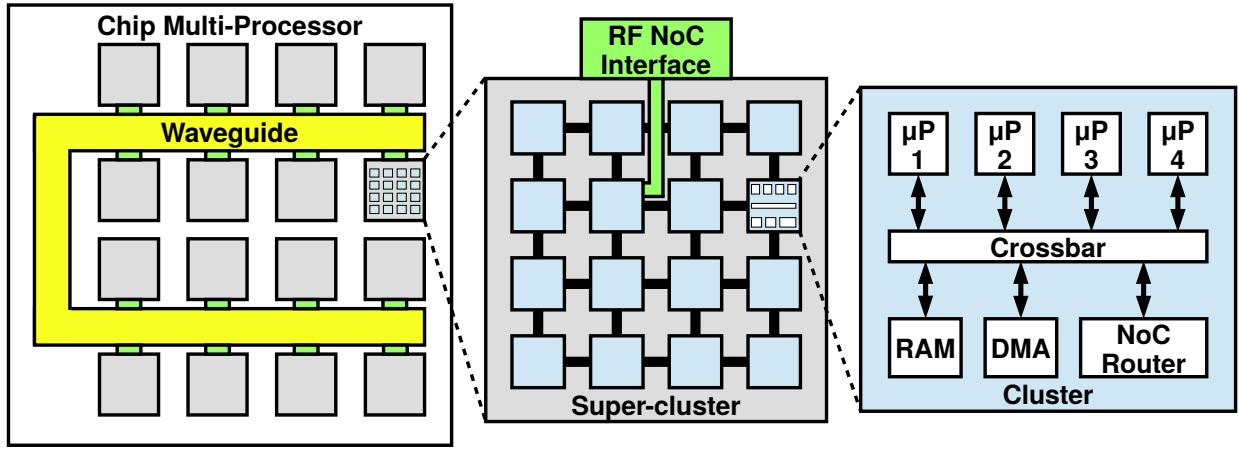 Chip Multi-Processor
Waveguide
RF NoC
Interface
Super-cluster
µP
1
µP
2
µP
3
µP
4
Crossbar
RAM
DMA
NoC
Router
Cluster